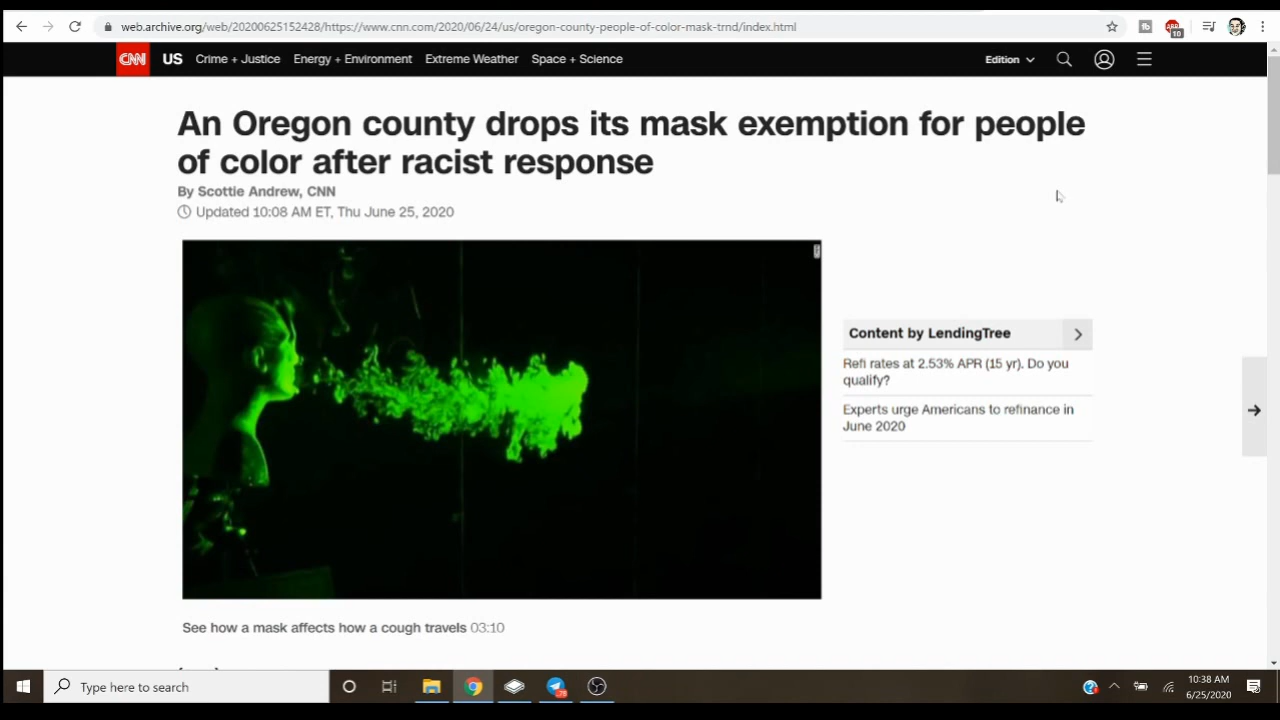 web.archive.org/web/20200625152428/https://www.cnn.com/2020/06/24/us/oregon-county-people-of-color-mask-trnd/index.html
CNN US Crime + Justice Energy + Environment Extreme Weather Space + Science Edition
An Oregon county drops its mask exemption for people
of color after racist response
By Scottie Andrew, CNN
Updated 10:08 AM ET, Thu June 25, 2020
Content by LendingTree
Refi rates at 2.53% APR (15 yr). Do you
qualify?
Experts urge Americans to refinance in
June 2020
See how a mask affects how a cough travels 03:10
Type here to search
10:38 AM
6/25/2020